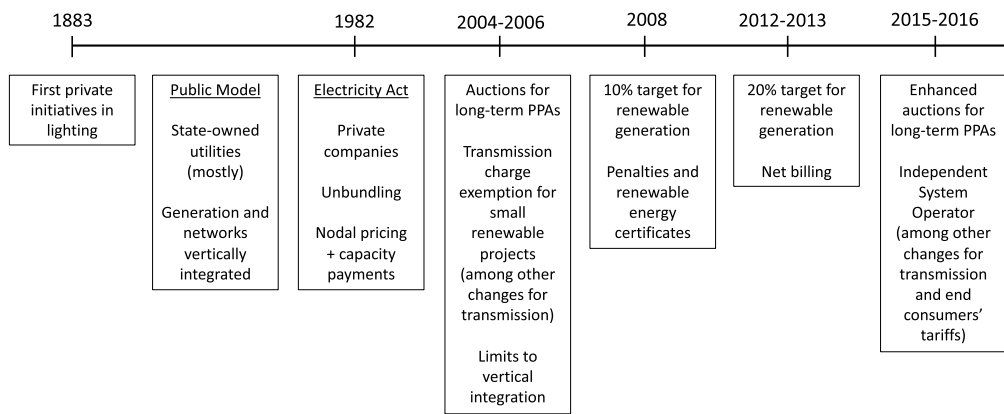 1883
1982
2004-2006
2008
2012-2013
2015-2016
First private
initiatives in
lighting
Public Model
State-owned
utilities
(mostly)
Generation and
networks
vertically
integrated
Electricity Act
Private
companies
Unbundling
Nodal pricing
+ capacity
payments
Auctions for
long-term PPAs
Transmission
charge
exemption for
small
renewable
projects
(among other
changes for
transmission)
Limits to
vertical
integration
10% target for
renewable
generation
Penalties and
renewable
energy
certificates
20% target for
renewable
generation
Net billing
Enhanced
auctions for
long-term PPAs
Independent
System
Operator
(among other
changes for
transmission
and end
consumers’
tariffs)